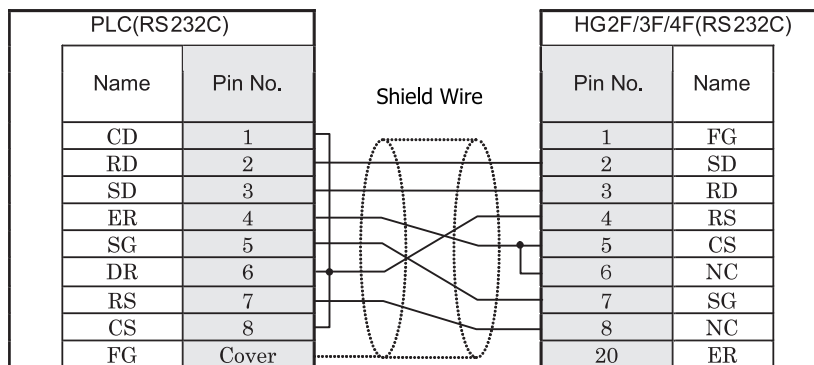 PLC(RS232C) HG2F/3F/4F(RS232C)
Name Pin No. Shield Wire Pin No. Name
CD 1 1 FG
RD 2 2 SD
SD 3 3 RD
ER 4 4 RS
SG 5 5 CS
DR 6 6 NC
RS 7 7 SG
CS 8 8 NC
FG Cover 20 ER